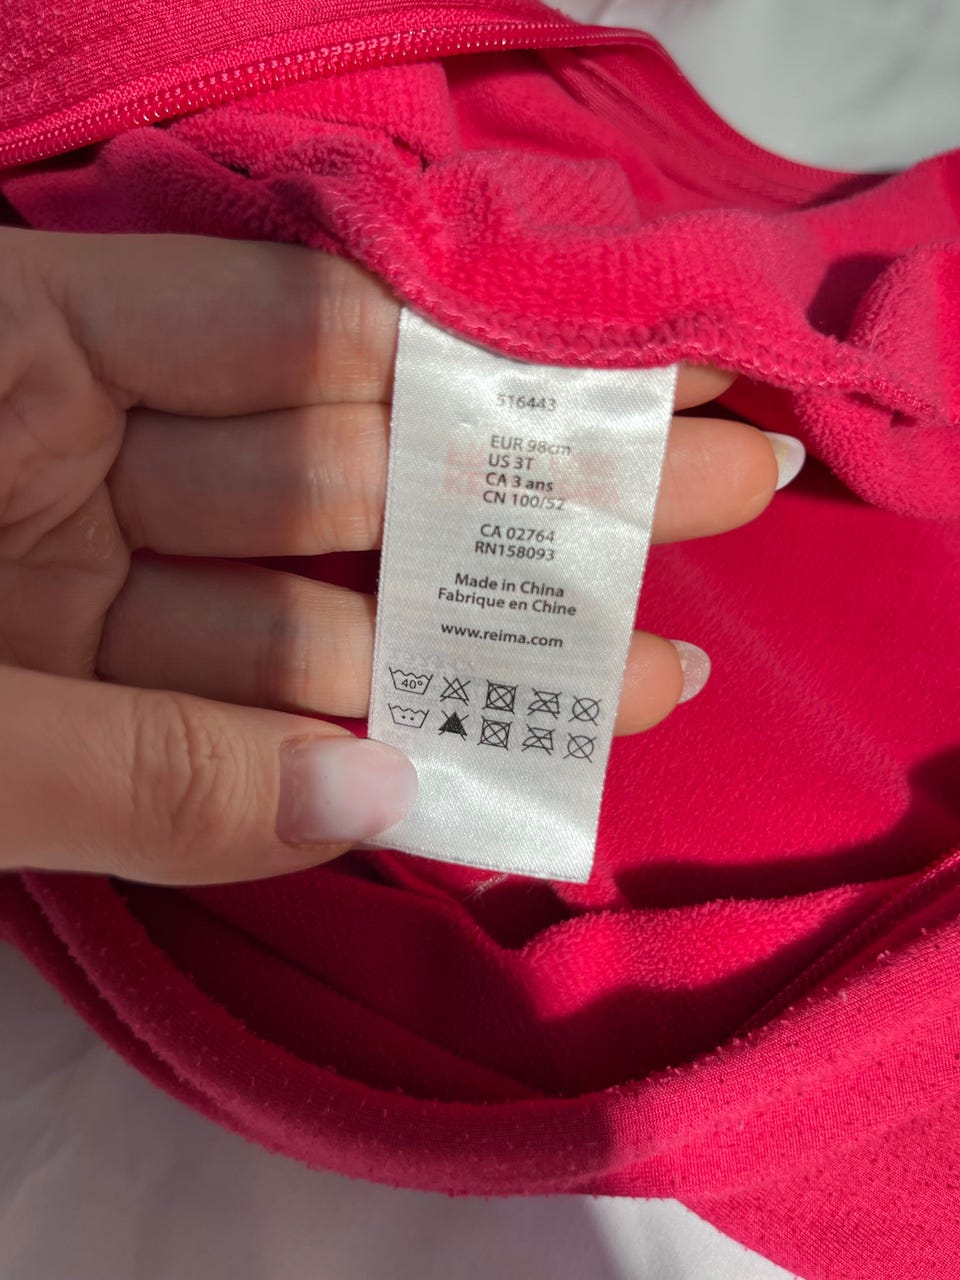 516443
EUR 98cm
US 3T
CA 3 ans
CN 100/52
CA 02764
RN158093
Made in China
Fabrique en Chine
www.reima.com
40°